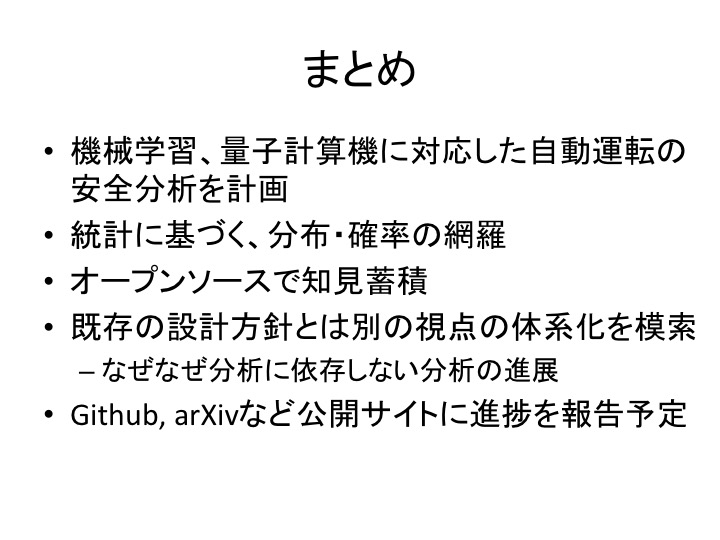 まとめ
• 機械学習、量子計算機に対応した自動運転の
安全分析を計画
• 統計に基づく、分布・確率の網羅
• オープンソースで知見蓄積
• 既存の設計方針とは別の視点の体系化を模索
– なぜなぜ分析に依存しない分析の進展
• Github, arXivなど公開サイトに進捗を報告予定